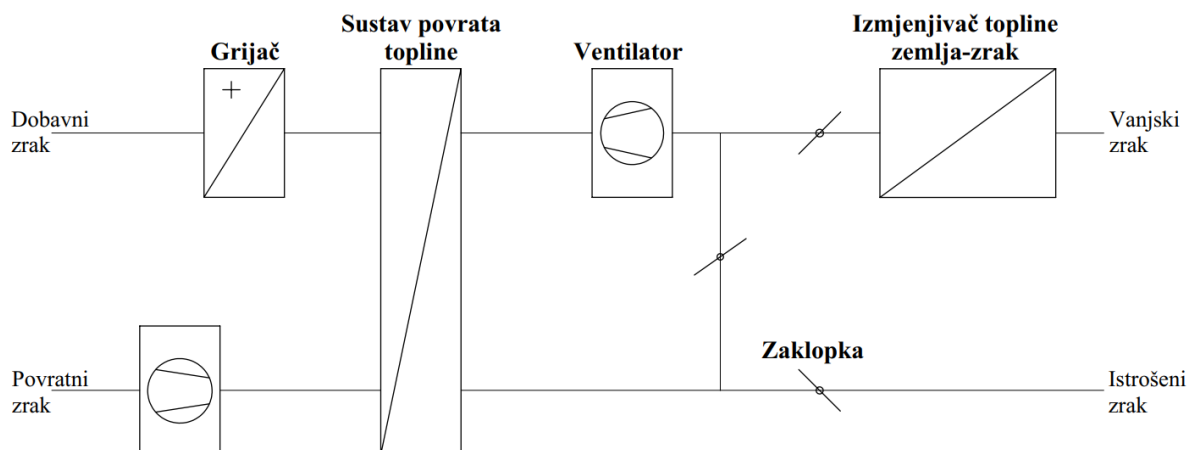 Sustav povrata
topline
Izmjenjivač topline
zemlja-zrak
Grijač
Ventilator
+
Dobavni
zrak
Vanjski
zrak
Zaklopka
Povratni
zrak
Istrošeni
zrak